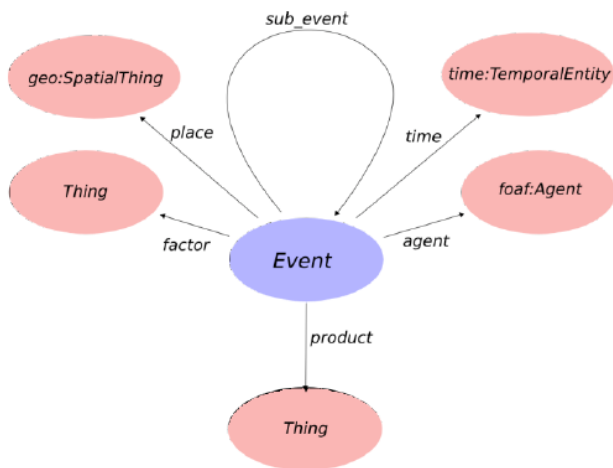 sub_event
geo:SpatialThing
time:TemporalEntity
place
time
Thing
foaf:Agent
factor
agent
Event
product
Thing